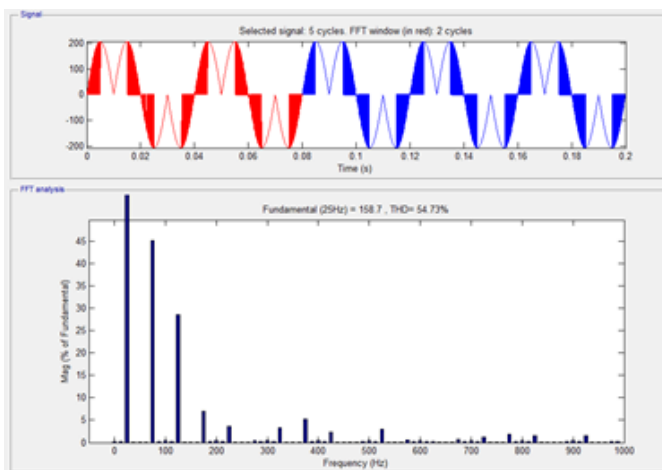 Signal
Selected signal: 5 cycles. FFT window (in red): 2 cycles
200
100
0
-100
-200
0 0.02 0.04 0.06 0.08 0.1 0.12 0.14 0.16 0.18 0.2
Time (s)
FFT analysis
Fundamental (25Hz) = 158.7 , THD= 54.73%
45
40
35
30
25
20
15
10
5
0
Mag (% of Fundamental)
0 100 200 300 400 500 600 700 800 900 1000
Frequency (Hz)